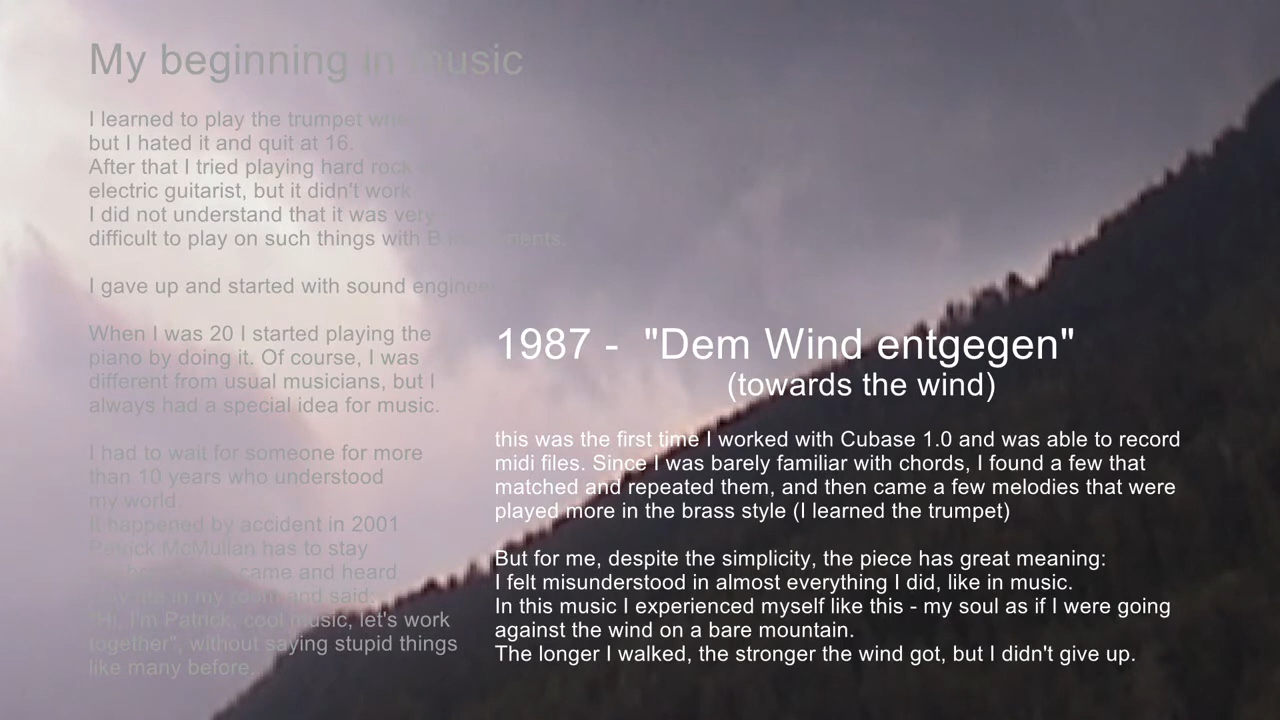 My beginning in music
I learned to play the trumpet
but I hated it and quit at 16.
After that I tried playing hard rock
electric guitarist, but it didn't work.
I did not understand that it was very
difficult to play on such things with B instruments.
I gave up and started with sound
When I was 20 I started playing the
piano by doing it. Of course, I was
different from usual musicians, but I
always had a special idea for music.
I had to wait for someone for more
than 10 years who understood
my world.
It happened by accident in 2001
Patrick McMullan has to stay
came and heard
in my room and said:
"Hi, I'm Patrick, cool music, let's work
together", without saying stupid things
like many before.
1987 - "Dem Wind entgegen"
(towards the wind)
this was the first time I worked with Cubase 1.0 and was able to record
midi files. Since I was barely familiar with chords, I found a few that
matched and repeated them, and then came a few melodies that were
played more in the brass style (I learned the trumpet)
But for me, despite the simplicity, the piece has great meaning:
I felt misunderstood in almost everything I did, like in music.
In this music I experienced myself like this - my soul as if I were going
against the wind on a bare mountain.
The longer I walked, the stronger the wind got, but I didn't give up.